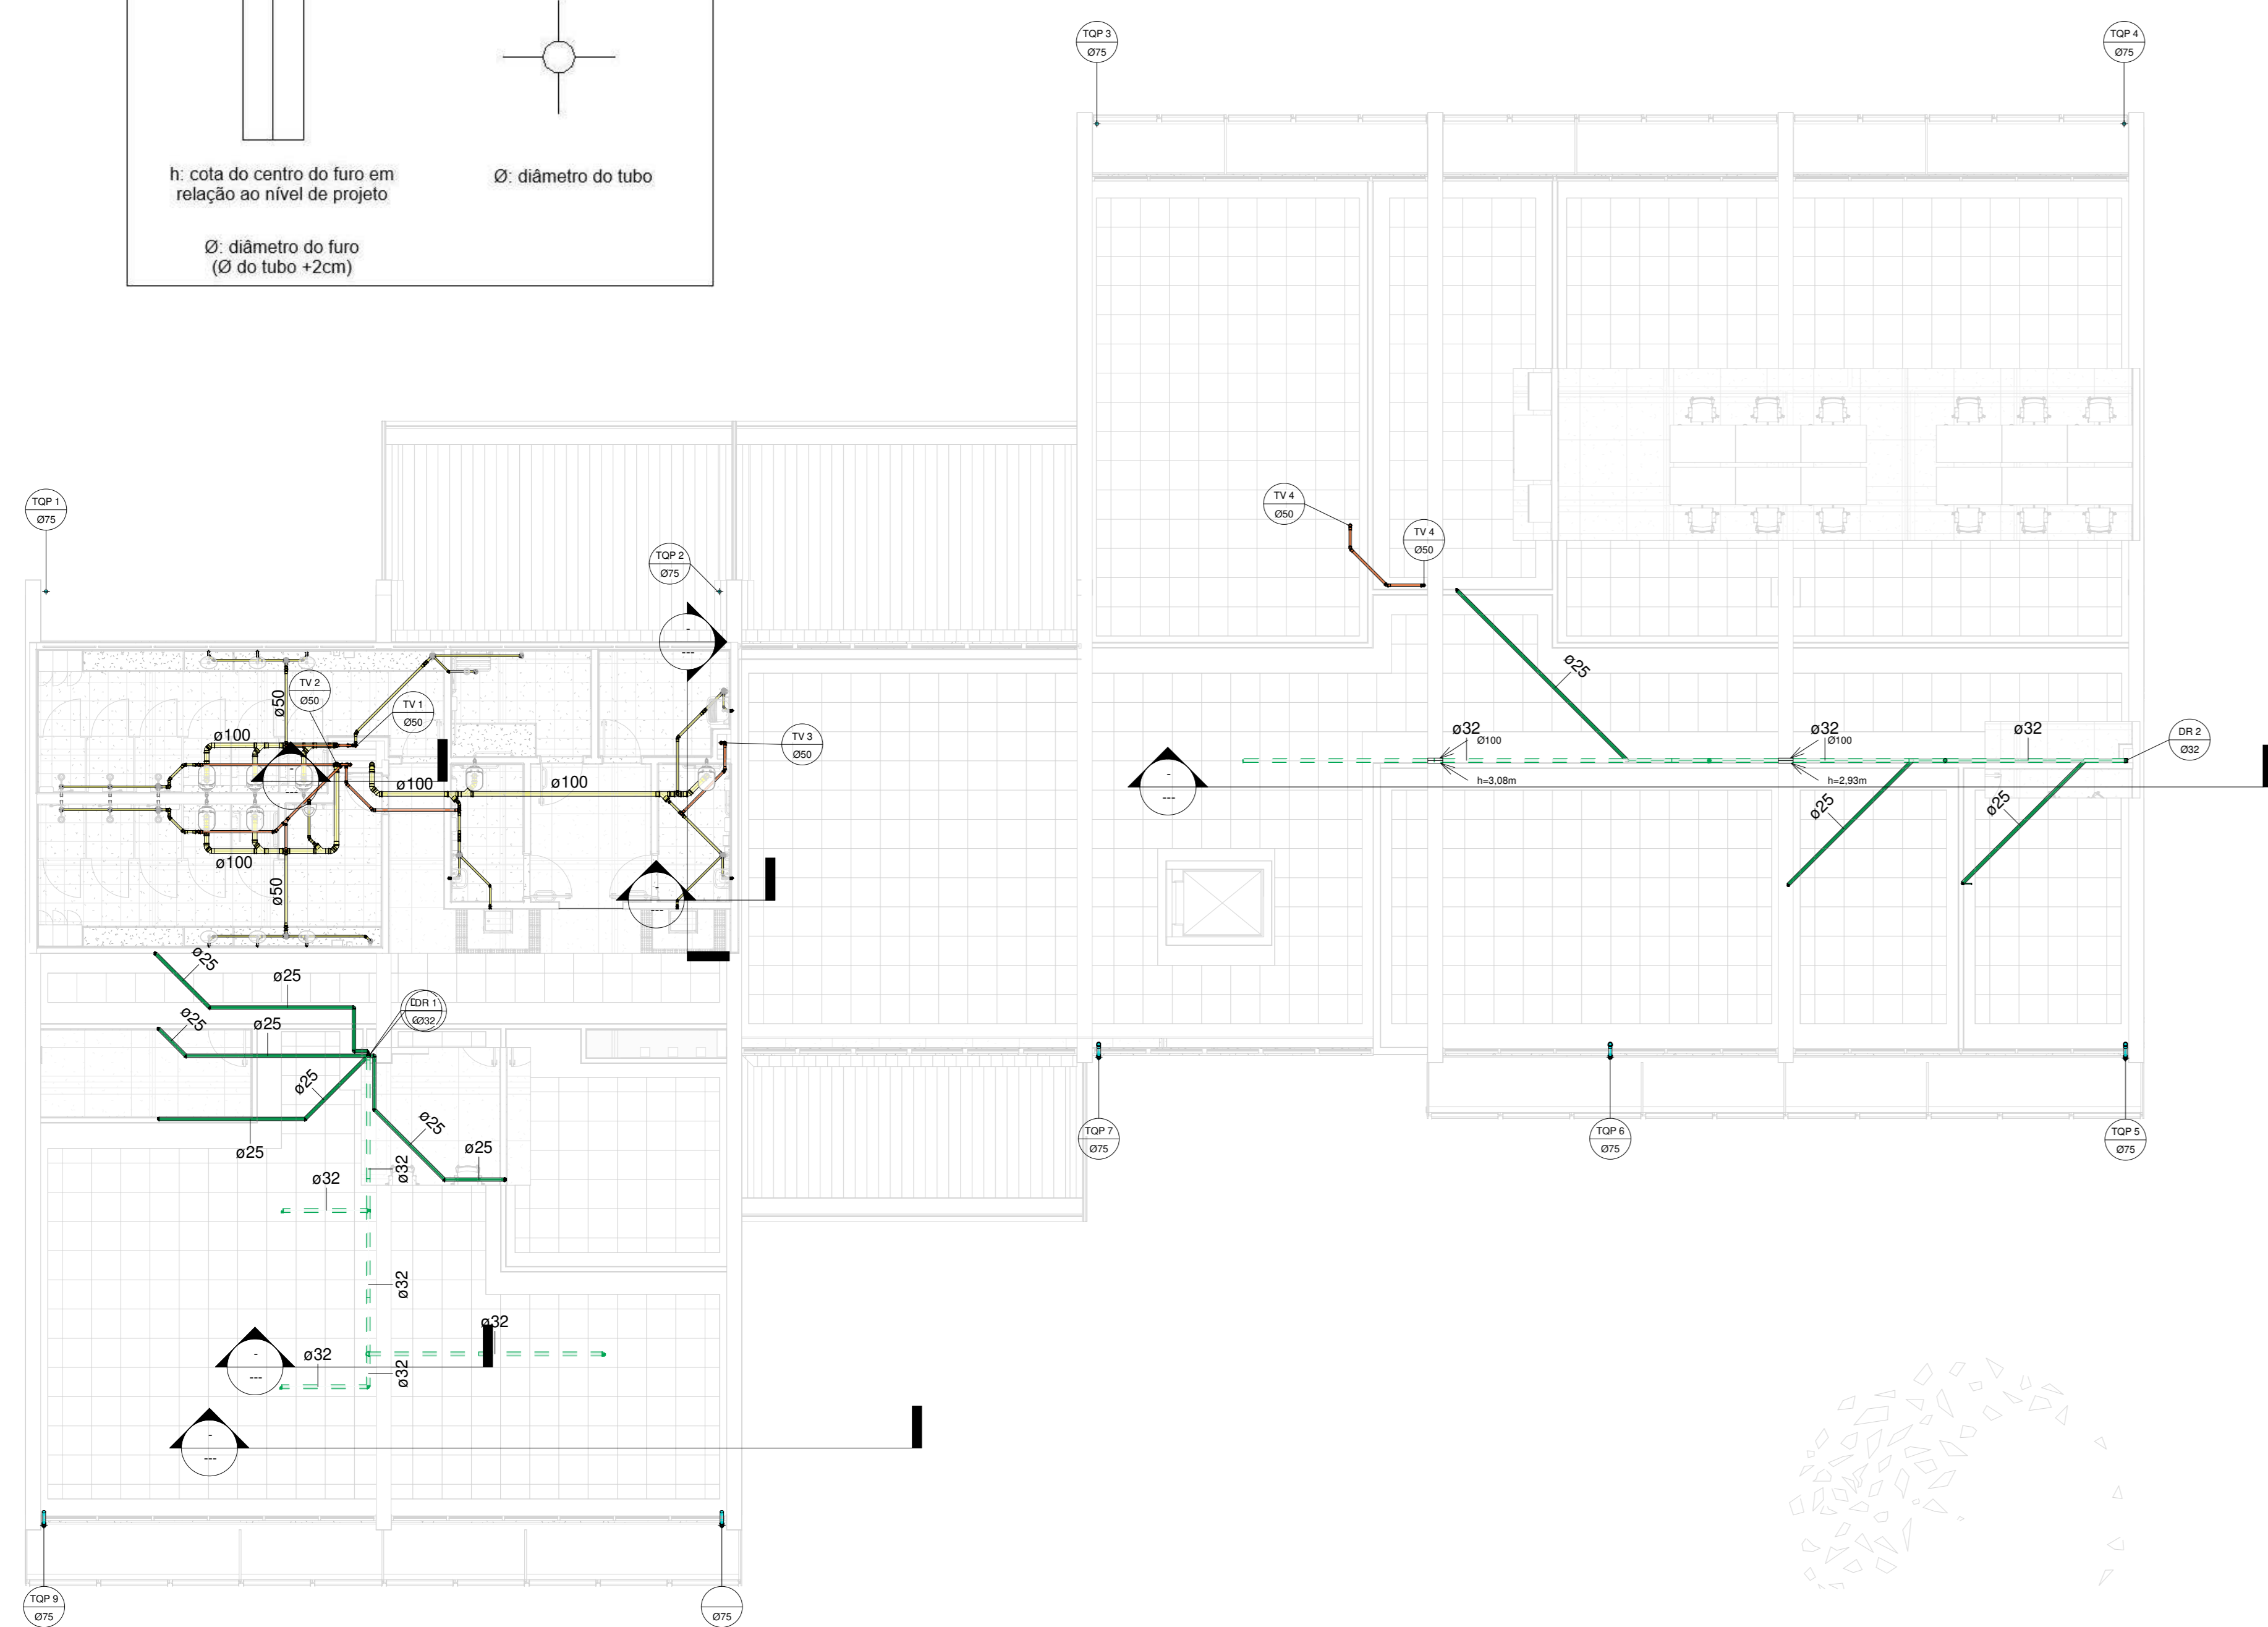 h: cota do centro do furo em
relação ao nível de projeto
Ø: diâmetro do furo
(Ø do tubo +2cm)
Ø: diâmetro do tubo
TQP 3
Ø75
TQP 4
Ø75
TQP 1
Ø75
TQP 2
Ø75
TV 4
Ø50
TV 4
Ø50
-
---
TV 2
Ø50
ø50
TV 1
Ø50
TV 3
Ø50
ø100
-
---
ø100
ø100
ø100
ø50
-
---
ø25
ø32
Ø100
h=3,08m
ø32
Ø100
h=2,93m
ø32
DR 2
Ø32
-
---
ø25
ø25
ø25
ø25
DR 1
Ø32
ø25
ø25
ø25
ø25
ø25
ø25
ø32
ø32
ø32
ø32
ø32
ø32
-
---
-
---
TQP 7
Ø75
TQP 6
Ø75
TQP 5
Ø75
TQP 9
Ø75
Ø75